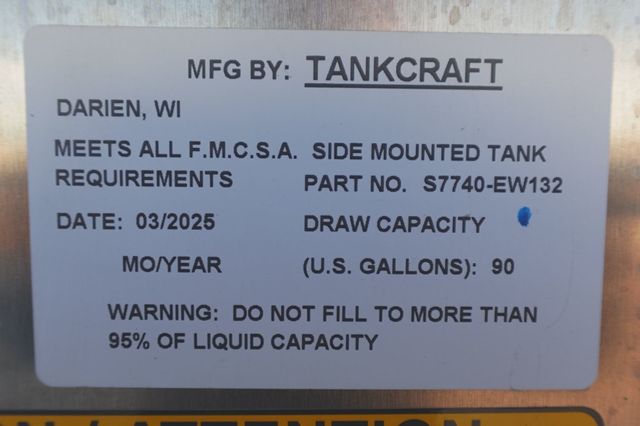 MFG BY: TANKCRAFT
DARIEN, WI
MEETS ALL F.M.C.S.A. SIDE MOUNTED TANK
REQUIREMENTS PART NO. S7740-EW132
DATE: 03/2025 DRAW CAPACITY
MO/YEAR (U.S. GALLONS): 90
WARNING: DO NOT FILL TO MORE THAN
95% OF LIQUID CAPACITY
ATTENTION